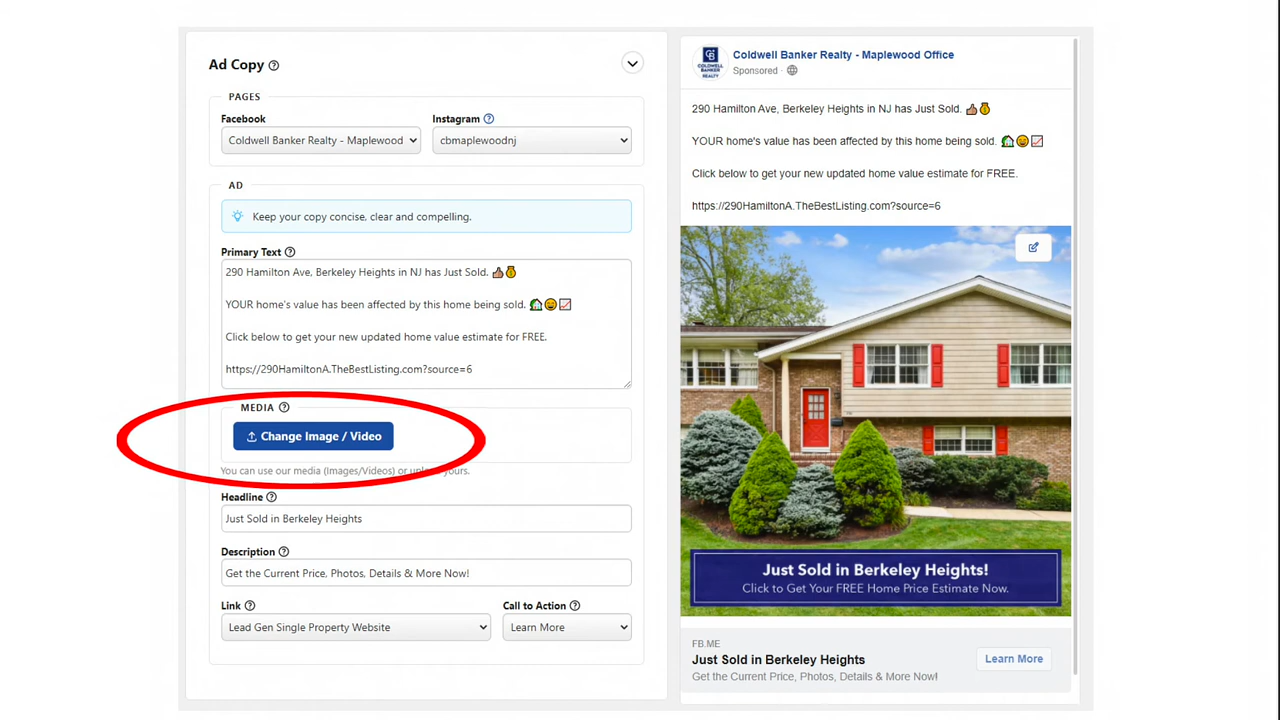 Ad Copy
PAGES
Facebook
Instagram
Coldwell Banker Realty - Maplewood
cbmaplewoodnj
AD
Keep your copy concise, clear and compelling.
Primary Text
290 Hamilton Ave, Berkeley Heights in NJ has Just Sold. 👍💰
YOUR home's value has been affected by this home being sold. 🏡😀📈
Click below to get your new updated home value estimate for FREE.
https://290HamiltonA.TheBestListing.com?source=6
MEDIA
Change Image / Video
You can use our media (Images/Videos) or upload yours.
Headline
Just Sold in Berkeley Heights
Description
Get the Current Price, Photos, Details & More Now!
Link
Call to Action
Lead Gen Single Property Website
Learn More
CB
COLDWELL
BANKER
REALTY
Coldwell Banker Realty - Maplewood Office
Sponsored ·
290 Hamilton Ave, Berkeley Heights in NJ has Just Sold. 👍💰
YOUR home's value has been affected by this home being sold. 🏡😀📈
Click below to get your new updated home value estimate for FREE.
https://290HamiltonA.TheBestListing.com?source=6
Just Sold in Berkeley Heights!
Click to Get Your FREE Home Price Estimate Now.
FB.ME
Just Sold in Berkeley Heights
Get the Current Price, Photos, Details & More Now!
Learn More